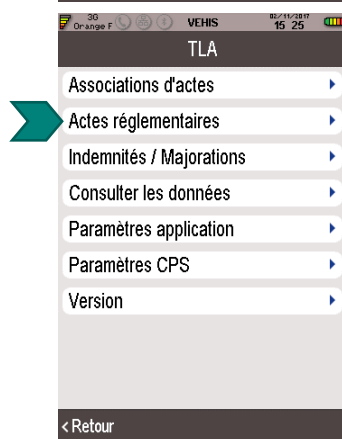 3G
Orange F VEHIS 02/11/2017
15 25
TLA
Associations d'actes
Actes réglementaires
Indemnités / Majorations
Consulter les données
Paramètres application
Paramètres CPS
Version
< Retour